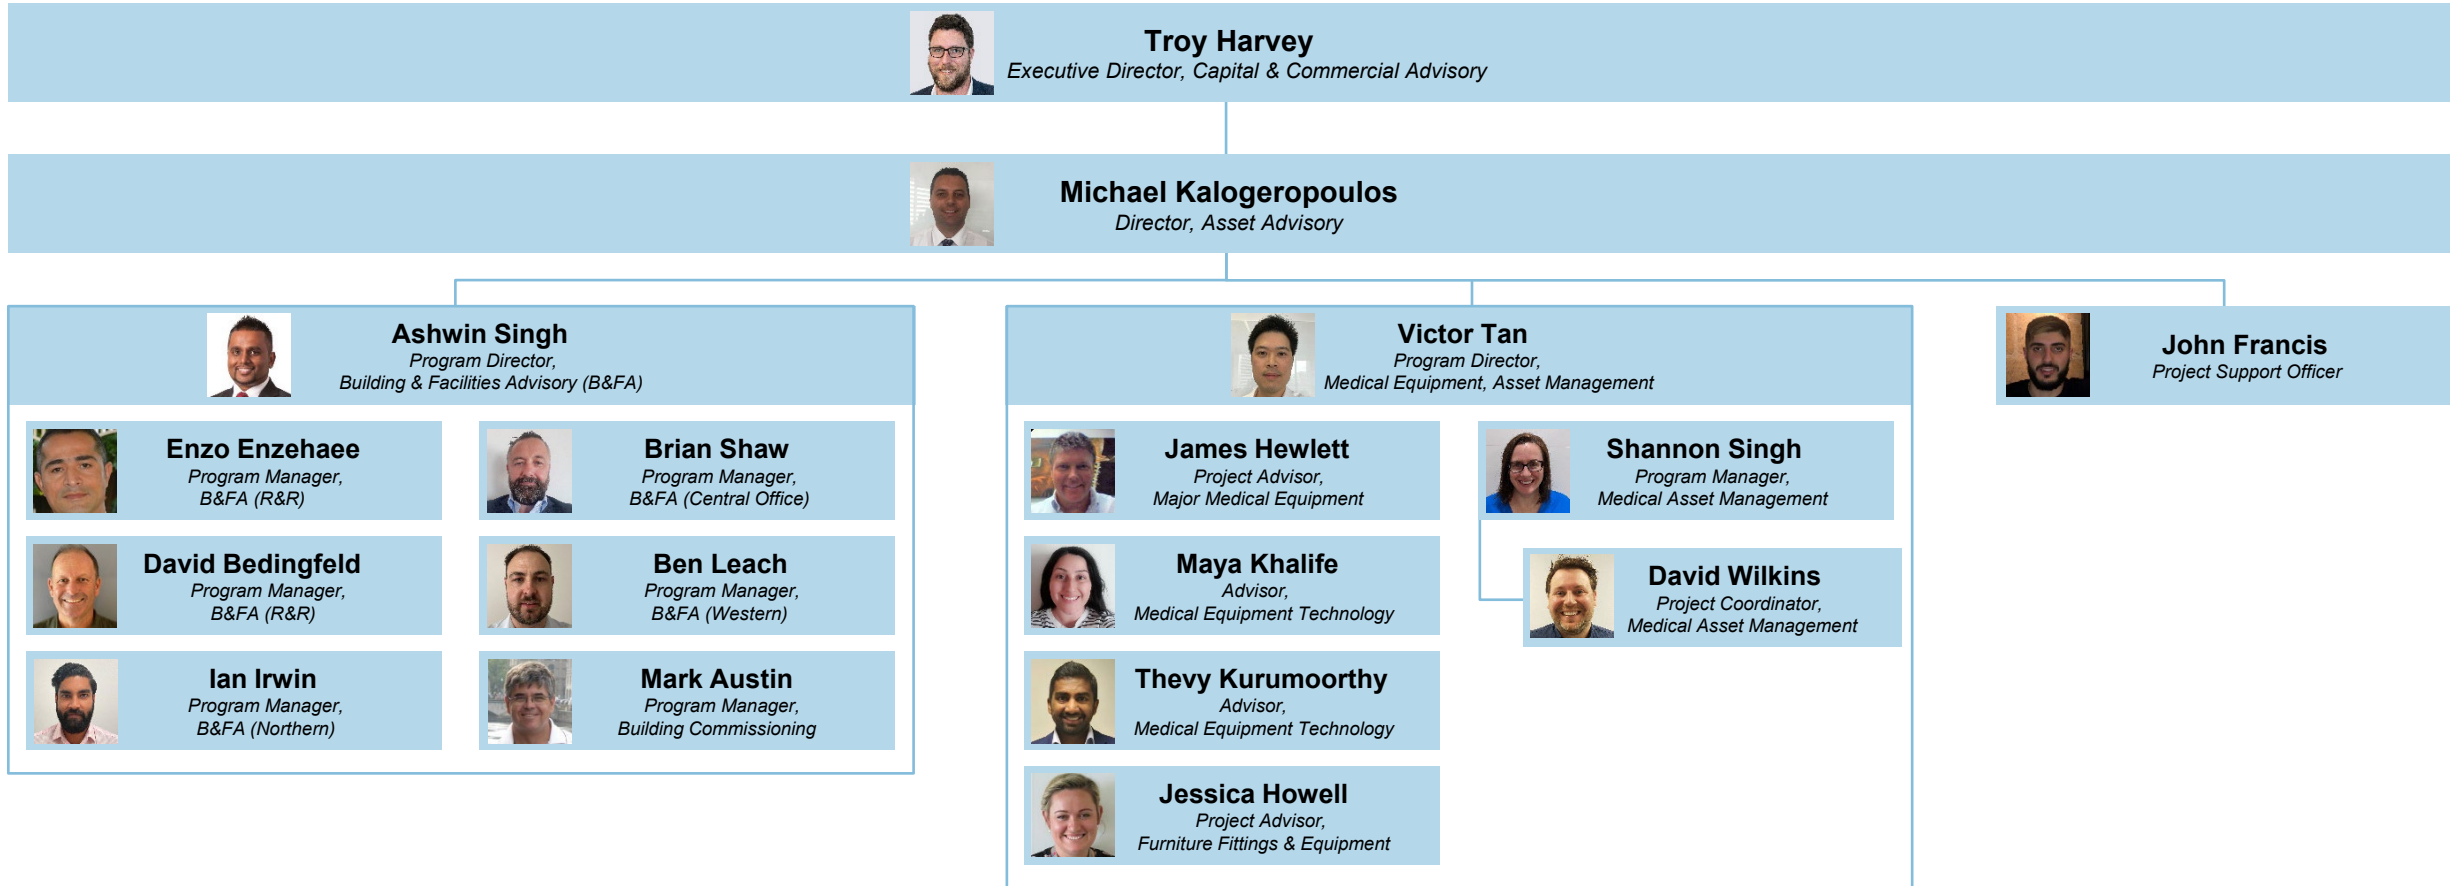 Troy Harvey
Executive Director, Capital & Commercial Advisory
Michael Kalogeropoulos
Director, Asset Advisory
Ashwin Singh
Program Director,
Building & Facilities Advisory (B&FA)
Enzo Enzehaee
Program Manager,
B&FA (R&R)
Brian Shaw
Program Manager,
B&FA (Central Office)
David Bedingfeld
Program Manager,
B&FA (R&R)
Ben Leach
Program Manager,
B&FA (Western)
Ian Irwin
Program Manager,
B&FA (Northern)
Mark Austin
Program Manager,
Building Commissioning
Victor Tan
Program Director,
Medical Equipment, Asset Management
James Hewlett
Project Advisor,
Major Medical Equipment
Shannon Singh
Program Manager,
Medical Asset Management
Maya Khalife
Advisor,
Medical Equipment Technology
David Wilkins
Project Coordinator,
Medical Asset Management
Thevy Kurumoorthy
Advisor,
Medical Equipment Technology
Jessica Howell
Project Advisor,
Furniture Fittings & Equipment
John Francis
Project Support Officer